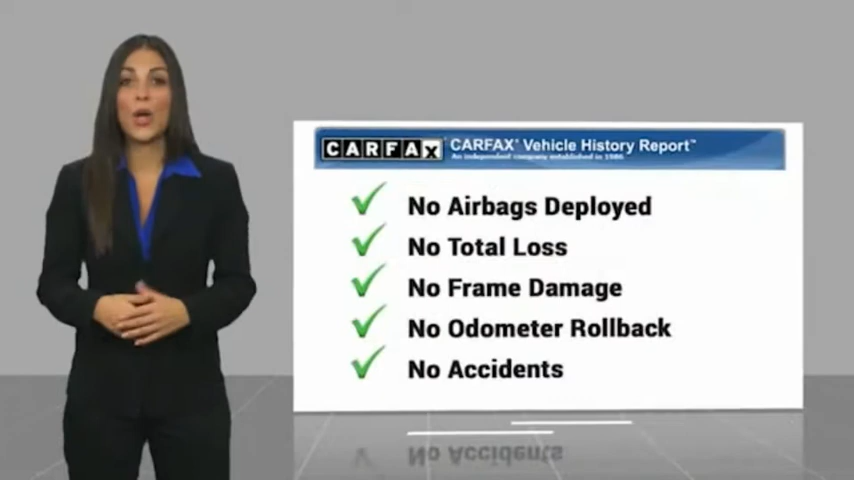 CARFAX CARFAX® Vehicle History Report™
An independent company established in 1986
No Airbags Deployed
No Total Loss
No Frame Damage
No Odometer Rollback
No Accidents
No Accidents